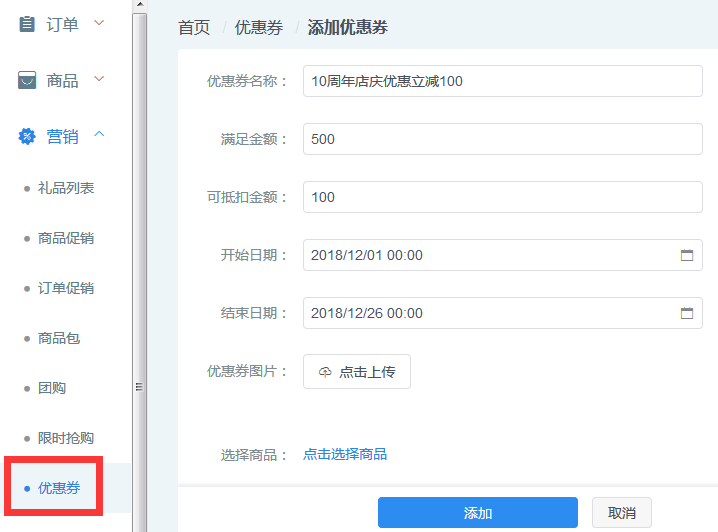 订单
商品
营销
礼品列表
商品促销
订单促销
商品包
团购
限时抢购
优惠券
首页 / 优惠券 / 添加优惠券
优惠券名称： 10周年店庆优惠立减100
满足金额： 500
可抵扣金额： 100
开始日期： 2018/12/01 00:00
结束日期： 2018/12/26 00:00
优惠券图片： 点击上传
选择商品： 点击选择商品
添加 取消